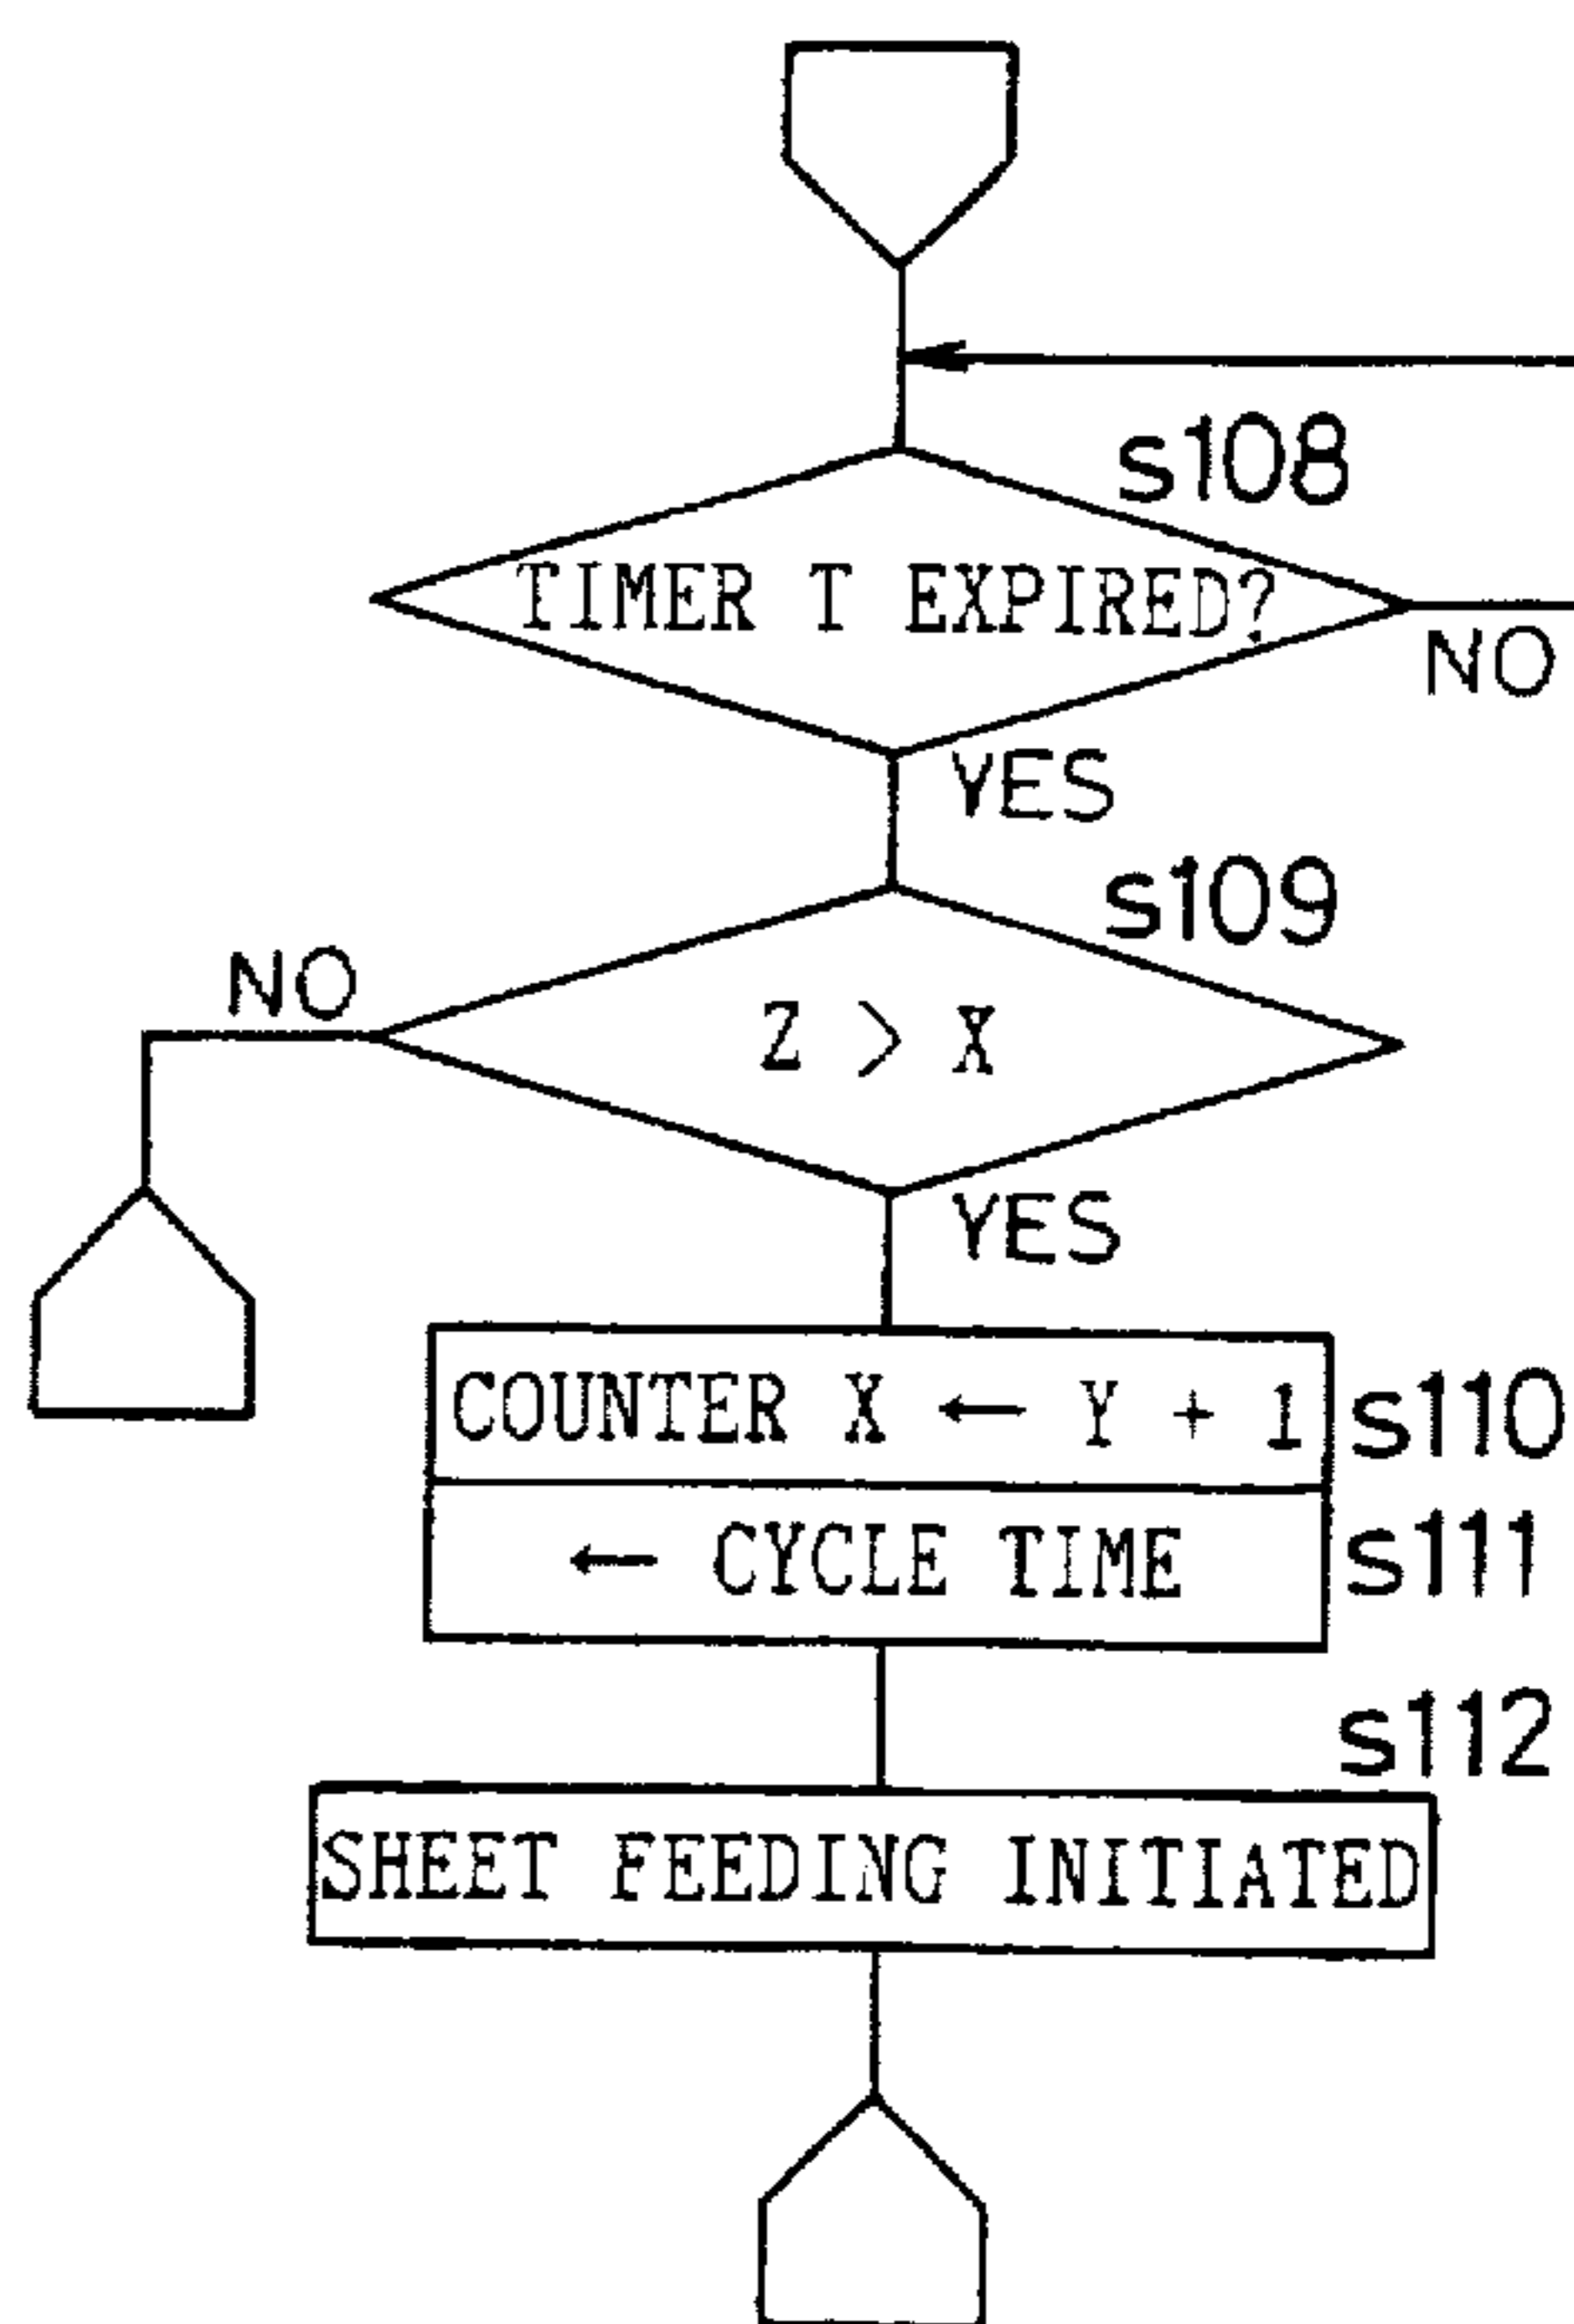 s108
TIMER T EXPIRED?
NO
YES
s109
NO
Z > X
YES
COUNTER X ← Y + 1 s110
← CYCLE TIME s111
s112
SHEET FEEDING INITIATED